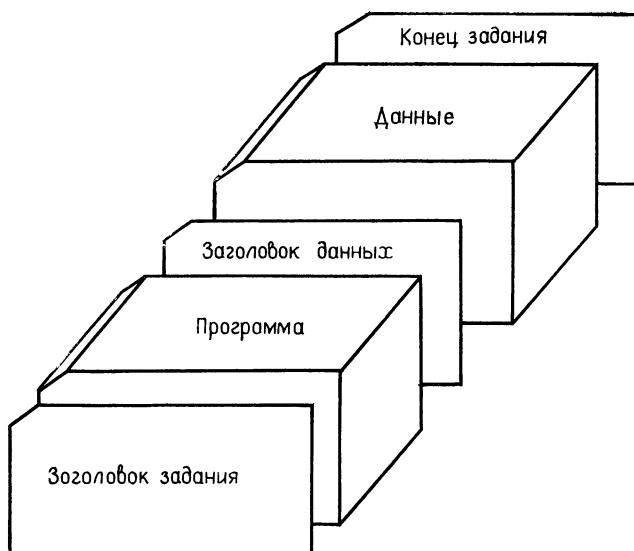 Конец задания
Данные
Заголовок данных
Программа
Зоголовок задания